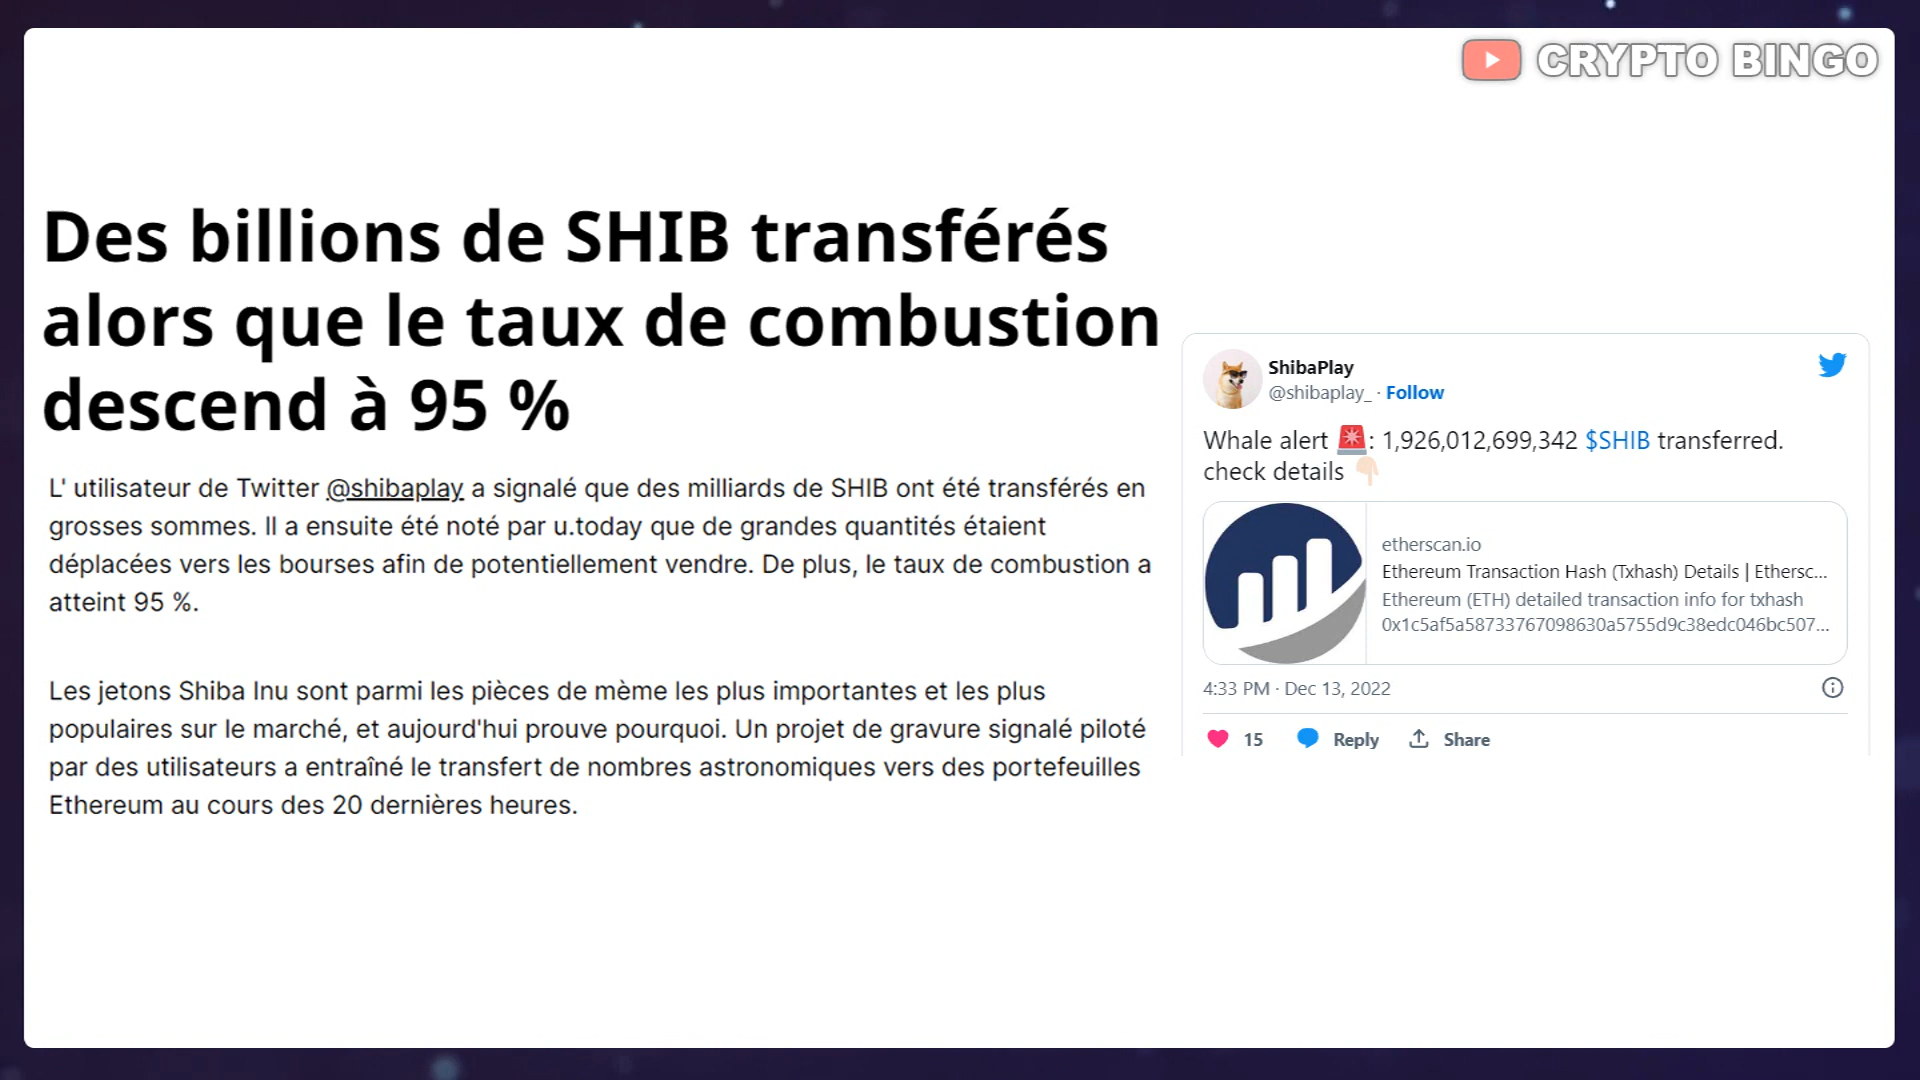 CRYPTO BINGO
Des billions de SHIB transférés
alors que le taux de combustion
descend à 95 %
L' utilisateur de Twitter @shibaplay a signalé que des milliards de SHIB ont été transférés en
grosses sommes. Il a ensuite été noté par u.today que de grandes quantités étaient
déplacées vers les bourses afin de potentiellement vendre. De plus, le taux de combustion a
atteint 95 %.
Les jetons Shiba Inu sont parmi les pièces de mème les plus importantes et les plus
populaires sur le marché, et aujourd'hui prouve pourquoi. Un projet de gravure signalé piloté
par des utilisateurs a entraîné le transfert de nombres astronomiques vers des portefeuilles
Ethereum au cours des 20 dernières heures.
ShibaPlay
@shibaplay_ · Follow
Whale alert 🚨: 1,926,012,699,342 $SHIB transferred.
check details 👇🏻
etherscan.io
Ethereum Transaction Hash (Txhash) Details | Ethersc...
Ethereum (ETH) detailed transaction info for txhash
0x1c5af5a58733767098630a5755d9c38edc046bc507...
4:33 PM · Dec 13, 2022
15 Reply Share